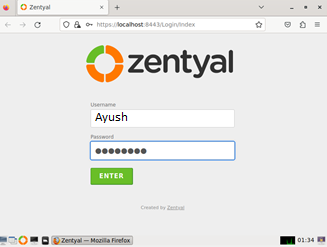 Zentyal
https://localhost:8443/Login/Index
zentyal
Username
Ayush
Password
ENTER
Created by Zentyal
Zentyal — Mozilla Firefox
01:34